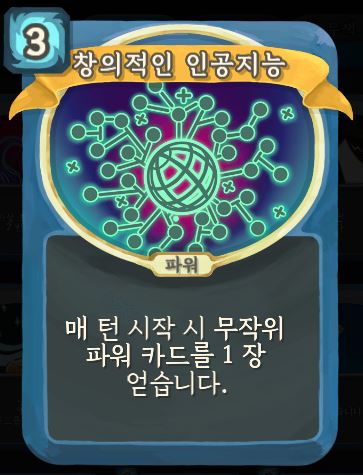 3
창의적인 인공지능
파워
매 턴 시작 시 무작위
파워 카드를 1 장
얻습니다.